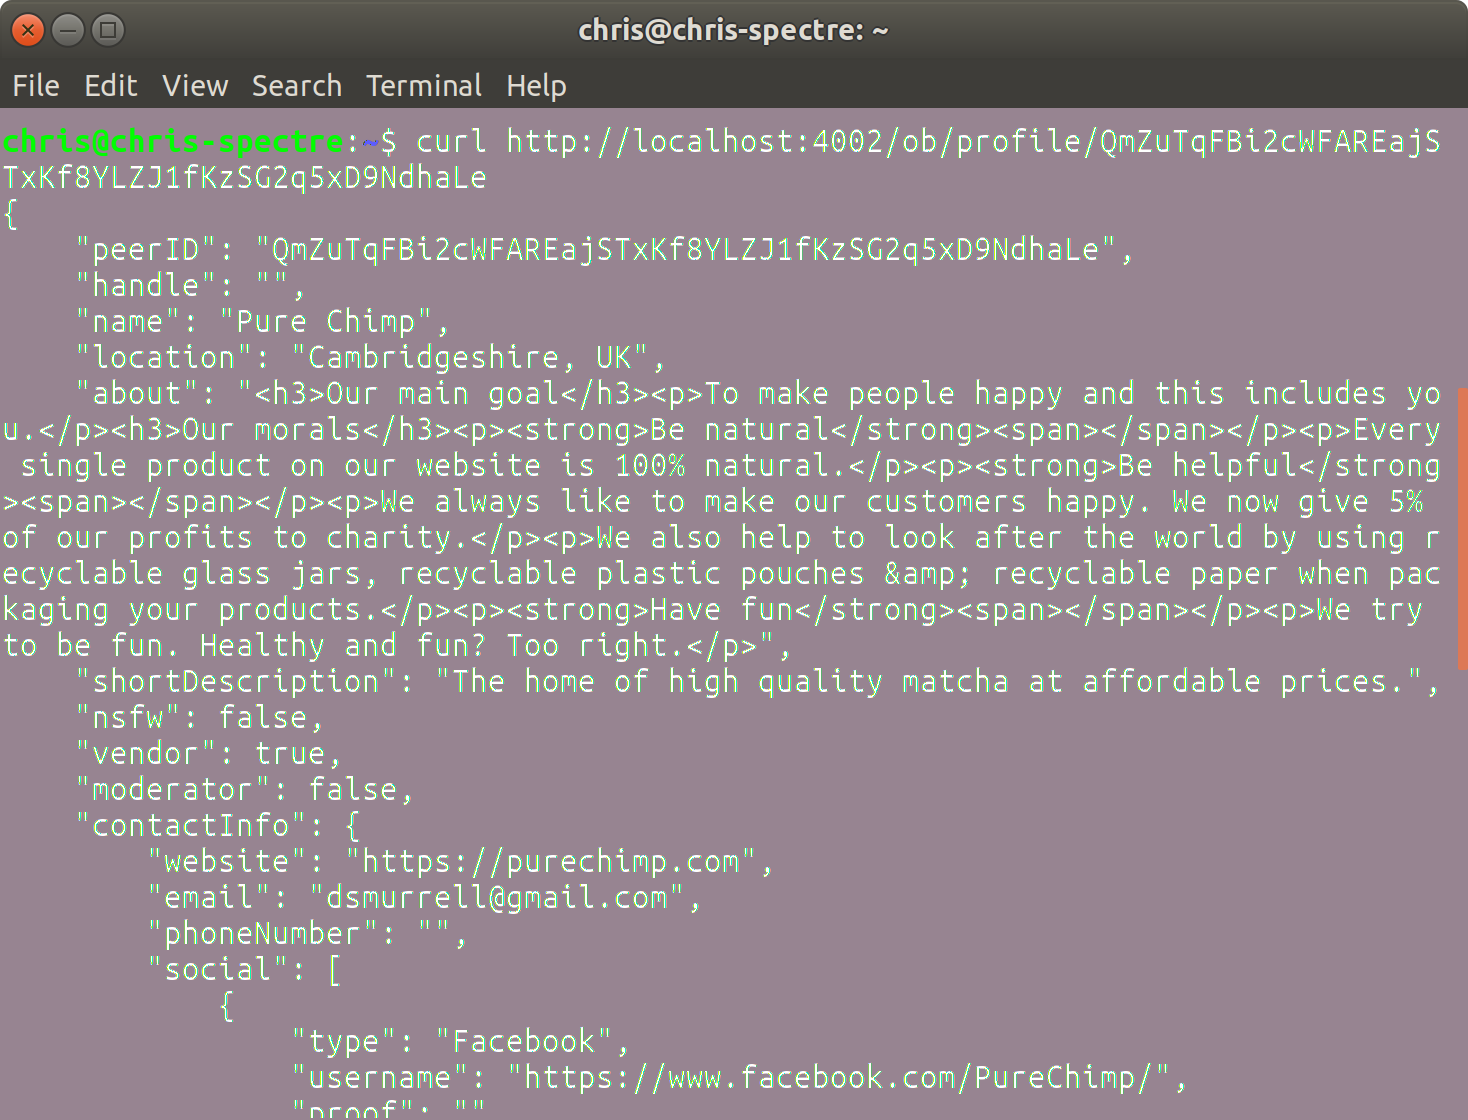 chris@chris-spectre: ~
File Edit View Search Terminal Help
chris@chris-spectre:~$ curl http://localhost:4002/ob/profile/QmZuTqFBi2cWFAREajS
TxKf8YLZJ1fKzSG2q5xD9NdhaLe
{
    "peerID": "QmZuTqFBi2cWFAREajSTxKf8YLZJ1fKzSG2q5xD9NdhaLe",
    "handle": "",
    "name": "Pure Chimp",
    "location": "Cambridgeshire, UK",
    "about": "<h3>Our main goal</h3><p>To make people happy and this includes yo
u.</p><h3>Our morals</h3><p><strong>Be natural</strong><span></span></p><p>Every
 single product on our website is 100% natural.</p><p><strong>Be helpful</strong
><span></span></p><p>We always like to make our customers happy. We now give 5%
of our profits to charity.</p><p>We also help to look after the world by using r
ecyclable glass jars, recyclable plastic pouches &amp; recyclable paper when pac
kaging your products.</p><p><strong>Have fun</strong><span></span></p><p>We try
to be fun. Healthy and fun? Too right.</p>",
    "shortDescription": "The home of high quality matcha at affordable prices.",
    "nsfw": false,
    "vendor": true,
    "moderator": false,
    "contactInfo": {
        "website": "https://purechimp.com",
        "email": "dsmurrell@gmail.com",
        "phoneNumber": "",
        "social": [
            {
                "type": "Facebook",
                "username": "https://www.facebook.com/PureChimp/",
                "proof": ""